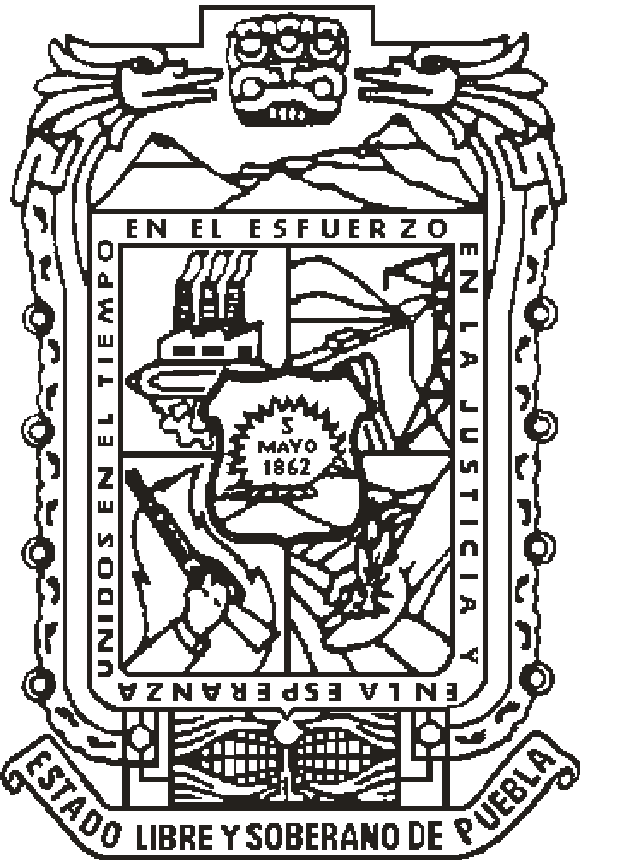 UNIDOS EN EL TIEMPO
EN EL ESFUERZO
EN LA JUSTICIA Y
EN LA ESPERANZA
5
MAYO
1862
ESTADO LIBRE Y SOBERANO DE PUEBLA